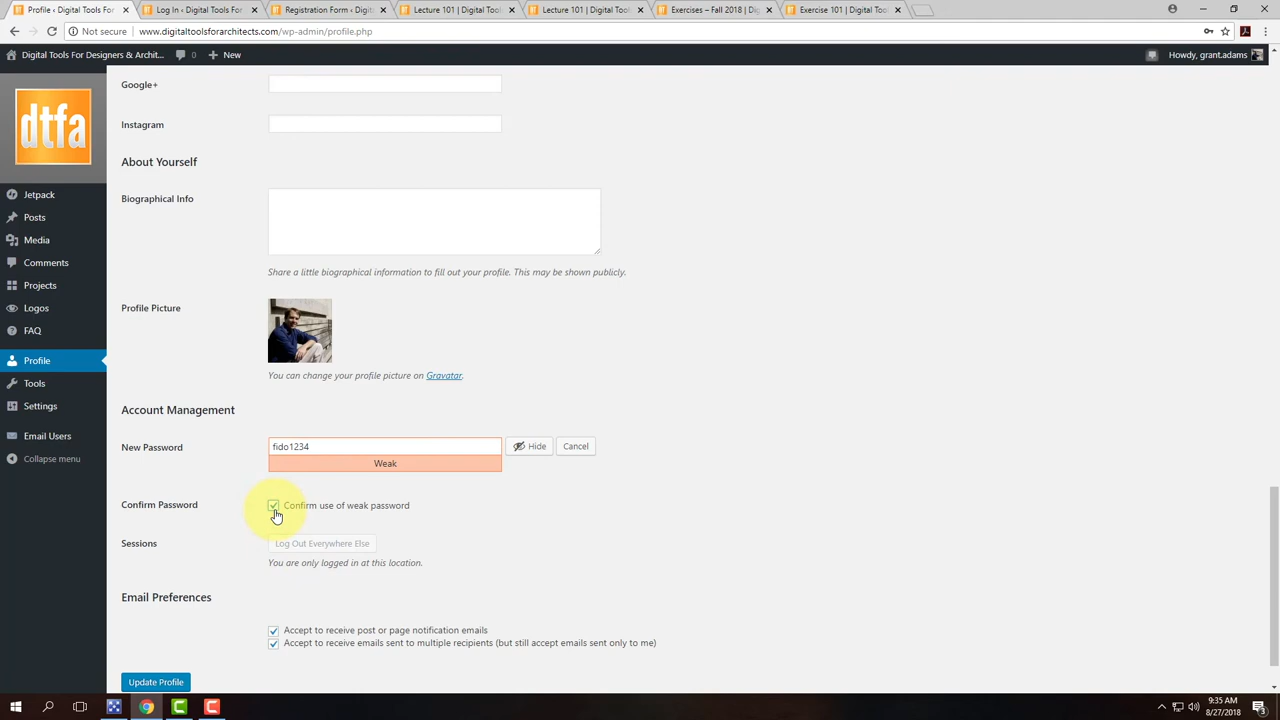 Profile ‹ Digital Tools For
Log In ‹ Digital Tools For
Registration Form ‹ Digital
Lecture 101 | Digital Tools
Lecture 101 | Digital Tools
Exercises – Fall 2018 | Digi
Exercise 101 | Digital Tool
Not secure
www.digitaltoolsforarchitects.com/wp-admin/profile.php
Digital Tools For Designers & Archit...
0
New
Howdy, grant.adams
dtfa
Jetpack
Posts
Media
Comments
Projects
Logos
FAQ
Profile
Tools
Settings
Email Users
Collapse menu
Google+
Instagram
About Yourself
Biographical Info
Share a little biographical information to fill out your profile. This may be shown publicly.
Profile Picture
You can change your profile picture on Gravatar.
Account Management
New Password
fido1234
Hide
Cancel
Weak
Confirm Password
Confirm use of weak password
Sessions
Log Out Everywhere Else
You are only logged in at this location.
Email Preferences
Accept to receive post or page notification emails
Accept to receive emails sent to multiple recipients (but still accept emails sent only to me)
Update Profile
9:35 AM
8/27/2018
3